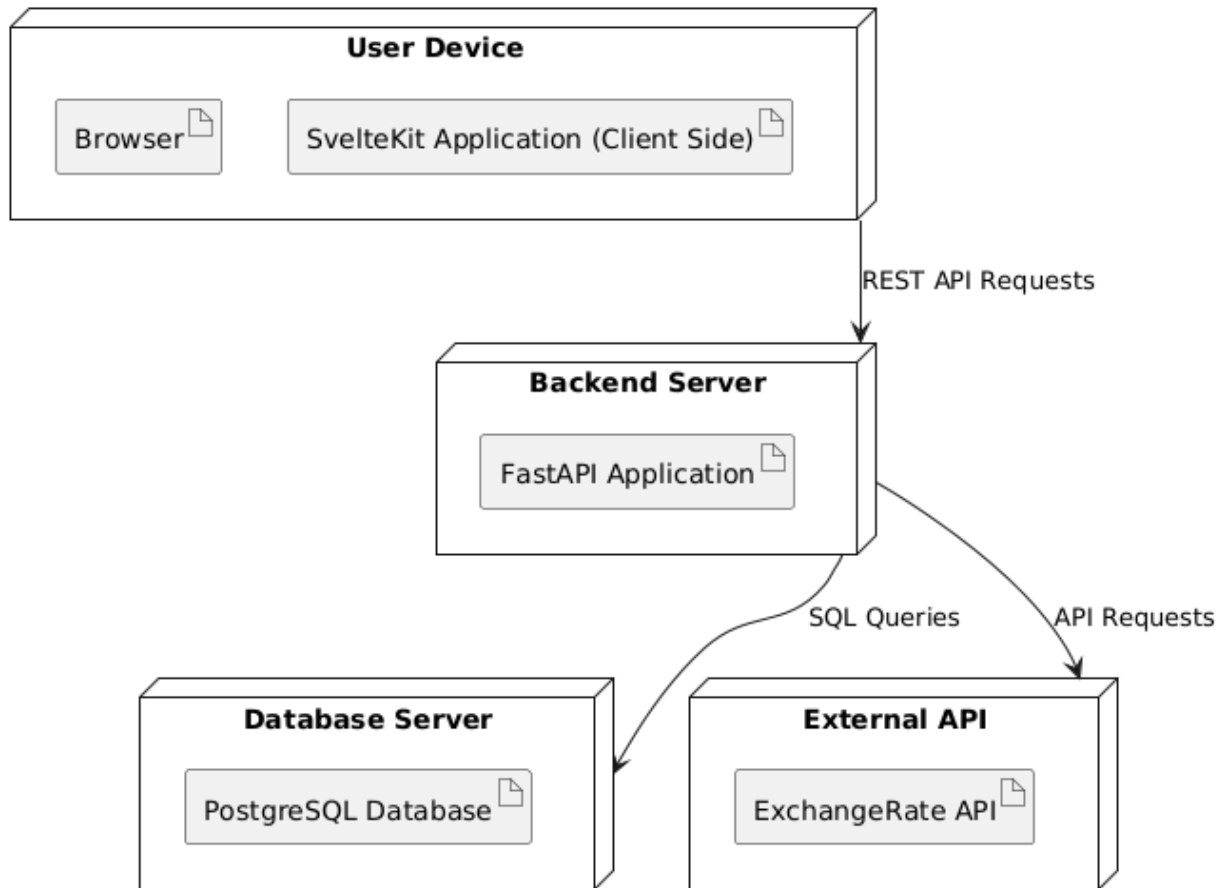 User Device
Browser
SvelteKit Application (Client Side)
REST API Requests
Backend Server
FastAPI Application
SQL Queries
API Requests
Database Server
PostgreSQL Database
External API
ExchangeRate API